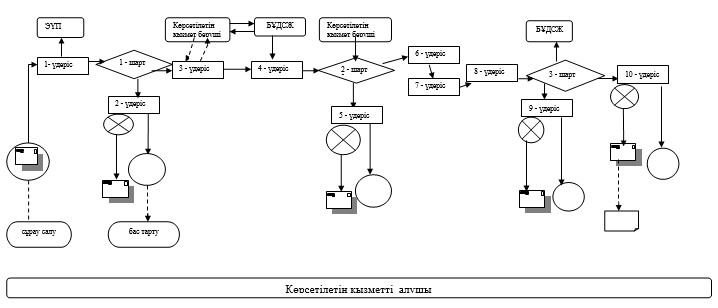 ЭҮП
Көрсетілетін
қызмет беруші
БҰДСЖ
Көрсетілетін
қызмет беруші
БҰДСЖ
1- үдеріс
1 - шарт
3 - үдеріс
4 - үдеріс
2 - шарт
6 - үдеріс
7 - үдеріс
8 - үдеріс
3 - шарт
10 - үдеріс
2 - үдеріс
5 - үдеріс
9 - үдеріс
сұрау салу
бас тарту
Көрсетілетін қызметті алушы